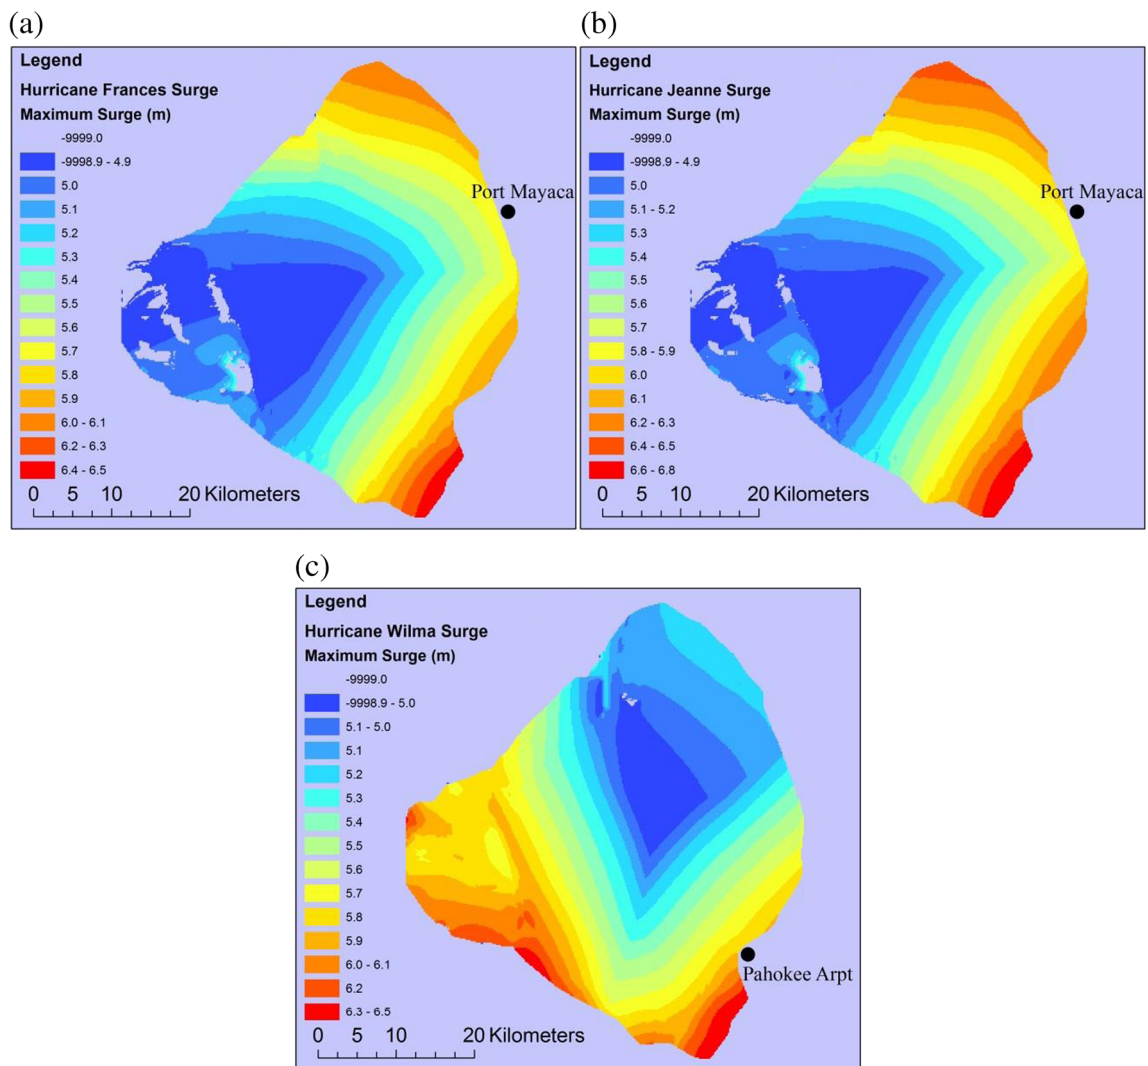 (a)
Legend
Hurricane Frances Surge
Maximum Surge (m)
-9999.0
-9998.9 - 4.9
5.0
5.1
5.2
5.3
5.4
5.5
5.6
5.7
5.8
5.9
6.0 - 6.1
6.2 - 6.3
6.4 - 6.5
Port Mayaca
0 5 10 20 Kilometers
(b)
Legend
Hurricane Jeanne Surge
Maximum Surge (m)
-9999.0
-9998.9 - 4.9
5.0
5.1 - 5.2
5.3
5.4
5.5
5.6
5.7
5.8 - 5.9
6.0
6.1
6.2 - 6.3
6.4 - 6.5
6.6 - 6.8
Port Mayaca
0 5 10 20 Kilometers
(c)
Legend
Hurricane Wilma Surge
Maximum Surge (m)
-9999.0
-9998.9 - 5.0
5.1 - 5.0
5.1
5.2
5.3
5.4
5.5
5.6
5.7
5.8
5.9
6.0 - 6.1
6.2
6.3 - 6.5
Pahokee Arpt
0 5 10 20 Kilometers